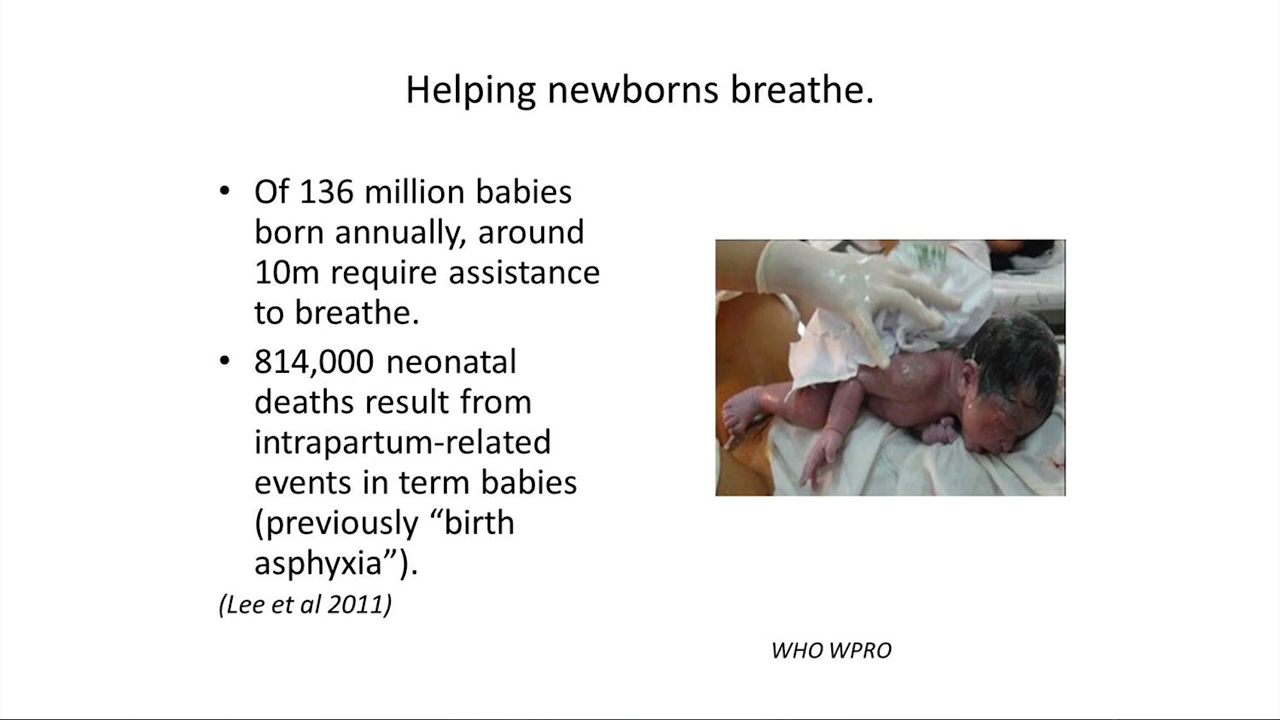 Helping newborns breathe.
• Of 136 million babies
born annually, around
10m require assistance
to breathe.
• 814,000 neonatal
deaths result from
intrapartum-related
events in term babies
(previously “birth
asphyxia”).
(Lee et al 2011)
WHO WPRO